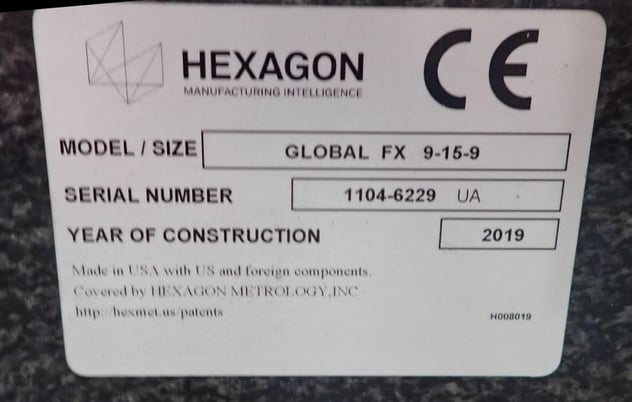 HEXAGON
MANUFACTURING INTELLIGENCE
CE
MODEL / SIZE GLOBAL FX 9-15-9
SERIAL NUMBER 1104-6229 UA
YEAR OF CONSTRUCTION 2019
Made in USA with US and foreign components.
Covered by HEXAGON METROLOGY,INC
http://hexmet.us/patents
H008019